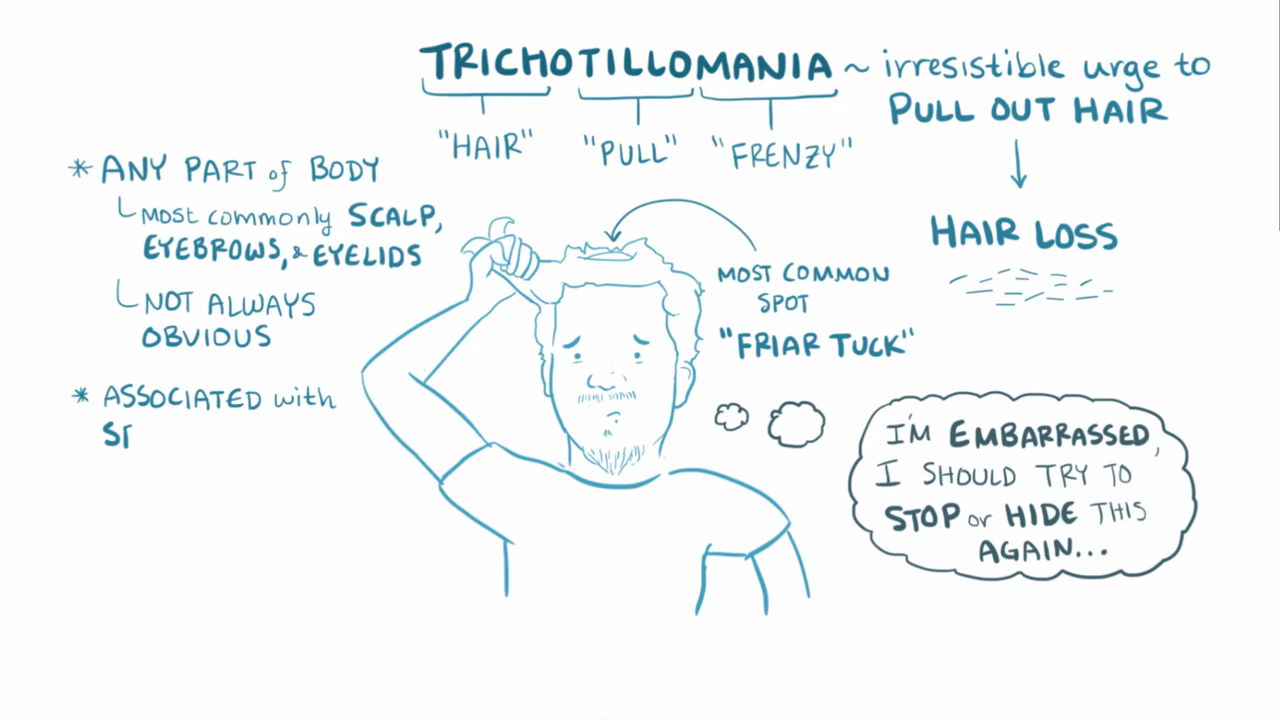 TRICHOTILLOMANIA ~ irresistible urge to
PULL OUT HAIR
"HAIR" "PULL" "FRENZY"
HAIR LOSS
* ANY PART of BODY
MOST commonly SCALP,
EYEBROWS, & EYELIDS
NOT ALWAYS
OBVIOUS
* ASSOCIATED with
MOST COMMON
SPOT
"FRIAR TUCK"
I'M EMBARRASSED,
I SHOULD TRY TO
STOP or HIDE THIS
AGAIN...